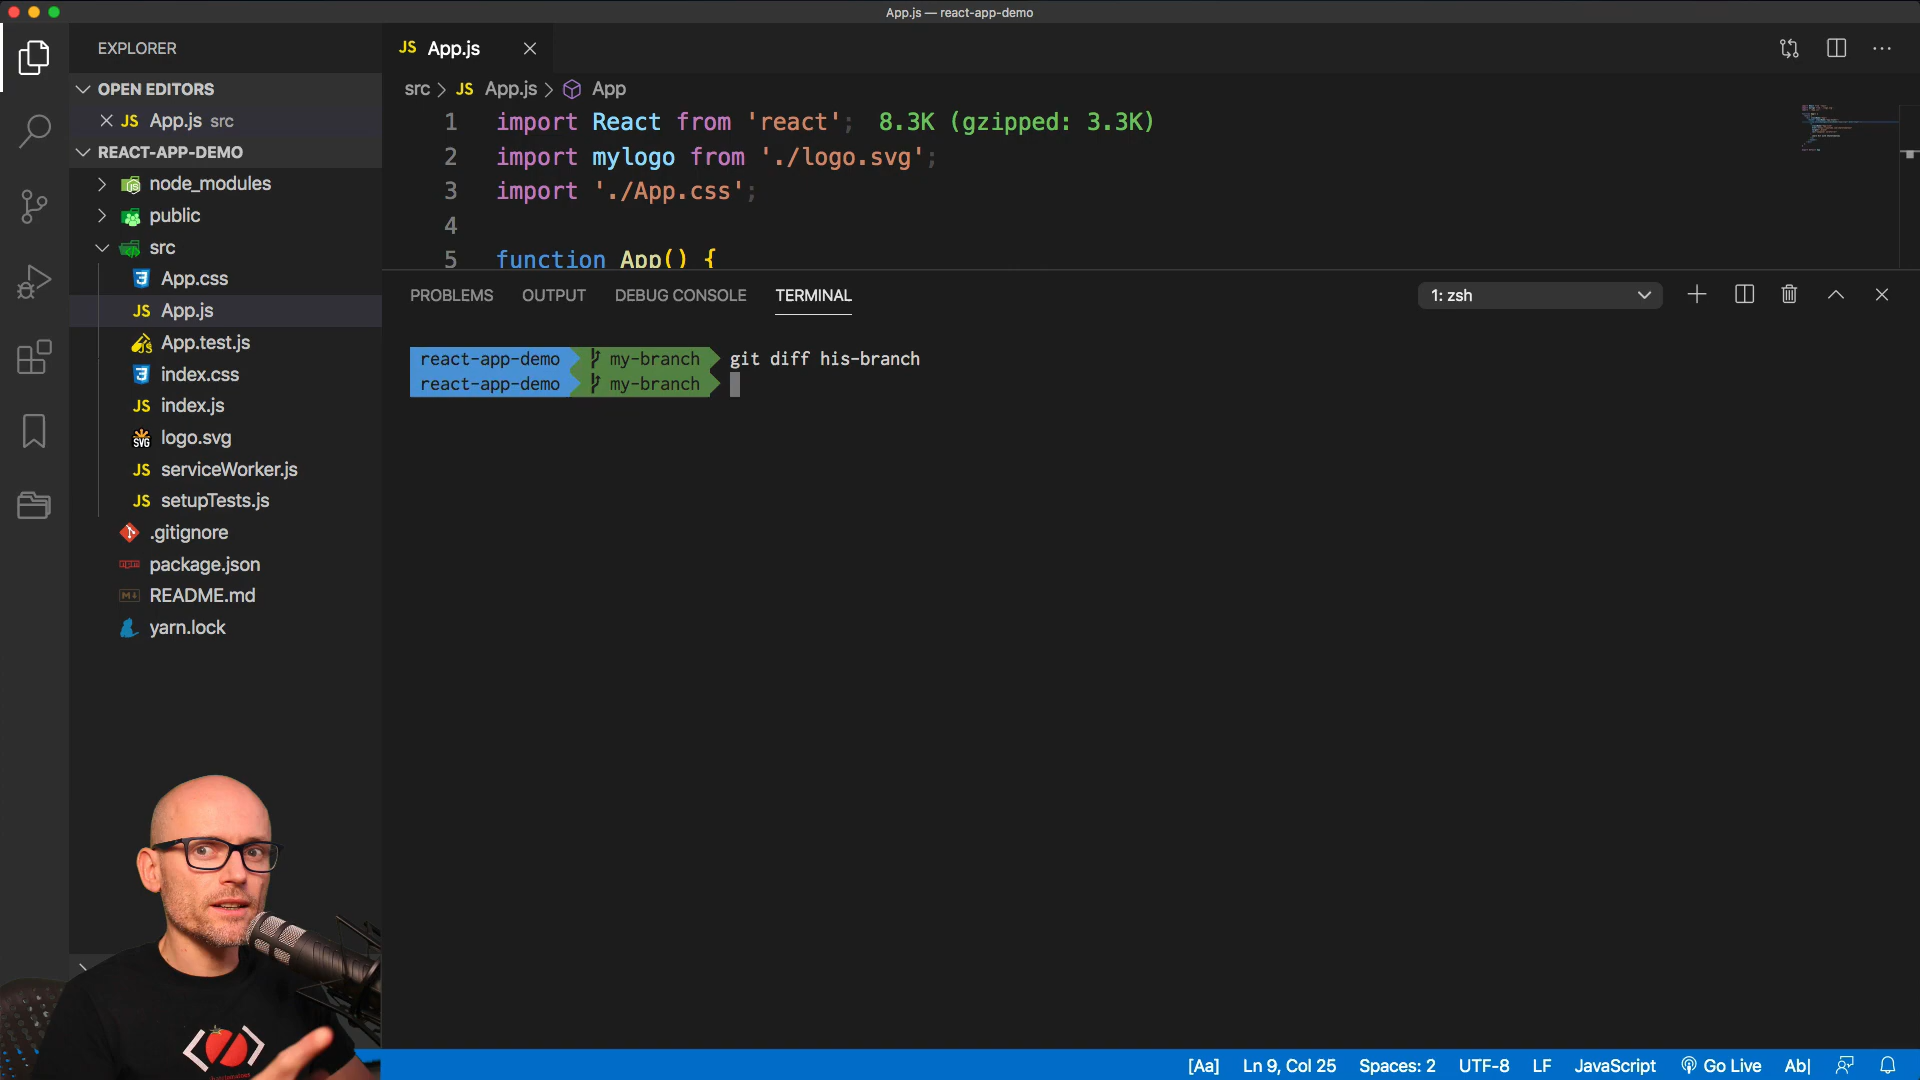 App.js — react-app-demo
EXPLORER
OPEN EDITORS
JS App.js src
REACT-APP-DEMO
node_modules
public
src
App.css
JS App.js
App.test.js
index.css
JS index.js
SVG logo.svg
JS serviceWorker.js
JS setupTests.js
.gitignore
package.json
README.md
yarn.lock
JS App.js
src > JS App.js > App
1 import React from 'react'; 8.3K (gzipped: 3.3K)
2 import mylogo from './logo.svg';
3 import './App.css';
4
5 function App() {
PROBLEMS OUTPUT DEBUG CONSOLE TERMINAL 1: zsh
react-app-demo my-branch git diff his-branch
react-app-demo my-branch
[Aa] Ln 9, Col 25 Spaces: 2 UTF-8 LF JavaScript Go Live Ab|